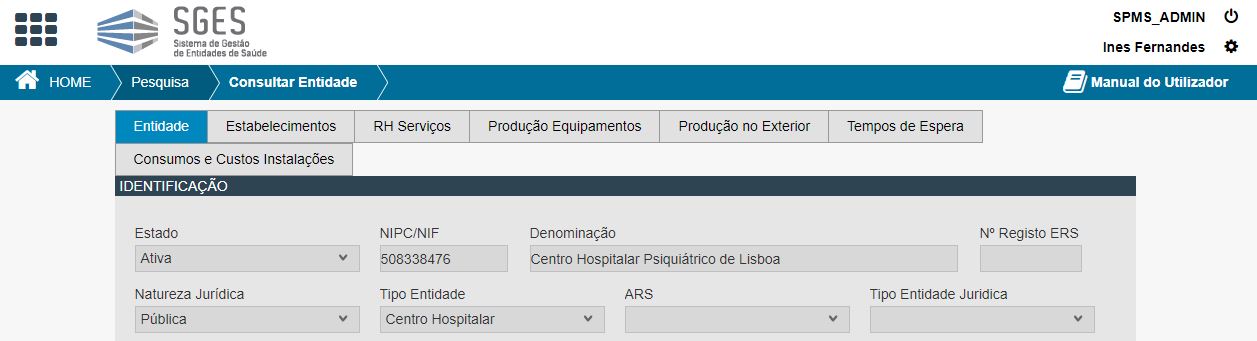 SGES
Sistema de Gestão
de Entidades de Saúde
SPMS_ADMIN
Ines Fernandes
HOME Pesquisa Consultar Entidade Manual do Utilizador
Entidade Estabelecimentos RH Serviços Produção Equipamentos Produção no Exterior Tempos de Espera
Consumos e Custos Instalações
IDENTIFICAÇÃO
Estado NIPC/NIF Denominação Nº Registo ERS
Ativa 508338476 Centro Hospitalar Psiquiátrico de Lisboa
Natureza Jurídica Tipo Entidade ARS Tipo Entidade Juridica
Pública Centro Hospitalar